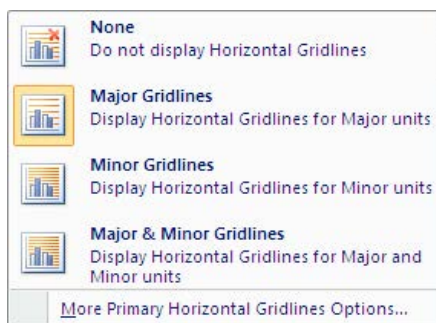 None
Do not display Horizontal Gridlines
Major Gridlines
Display Horizontal Gridlines for Major units
Minor Gridlines
Display Horizontal Gridlines for Minor units
Major & Minor Gridlines
Display Horizontal Gridlines for Major and
Minor units
More Primary Horizontal Gridlines Options...